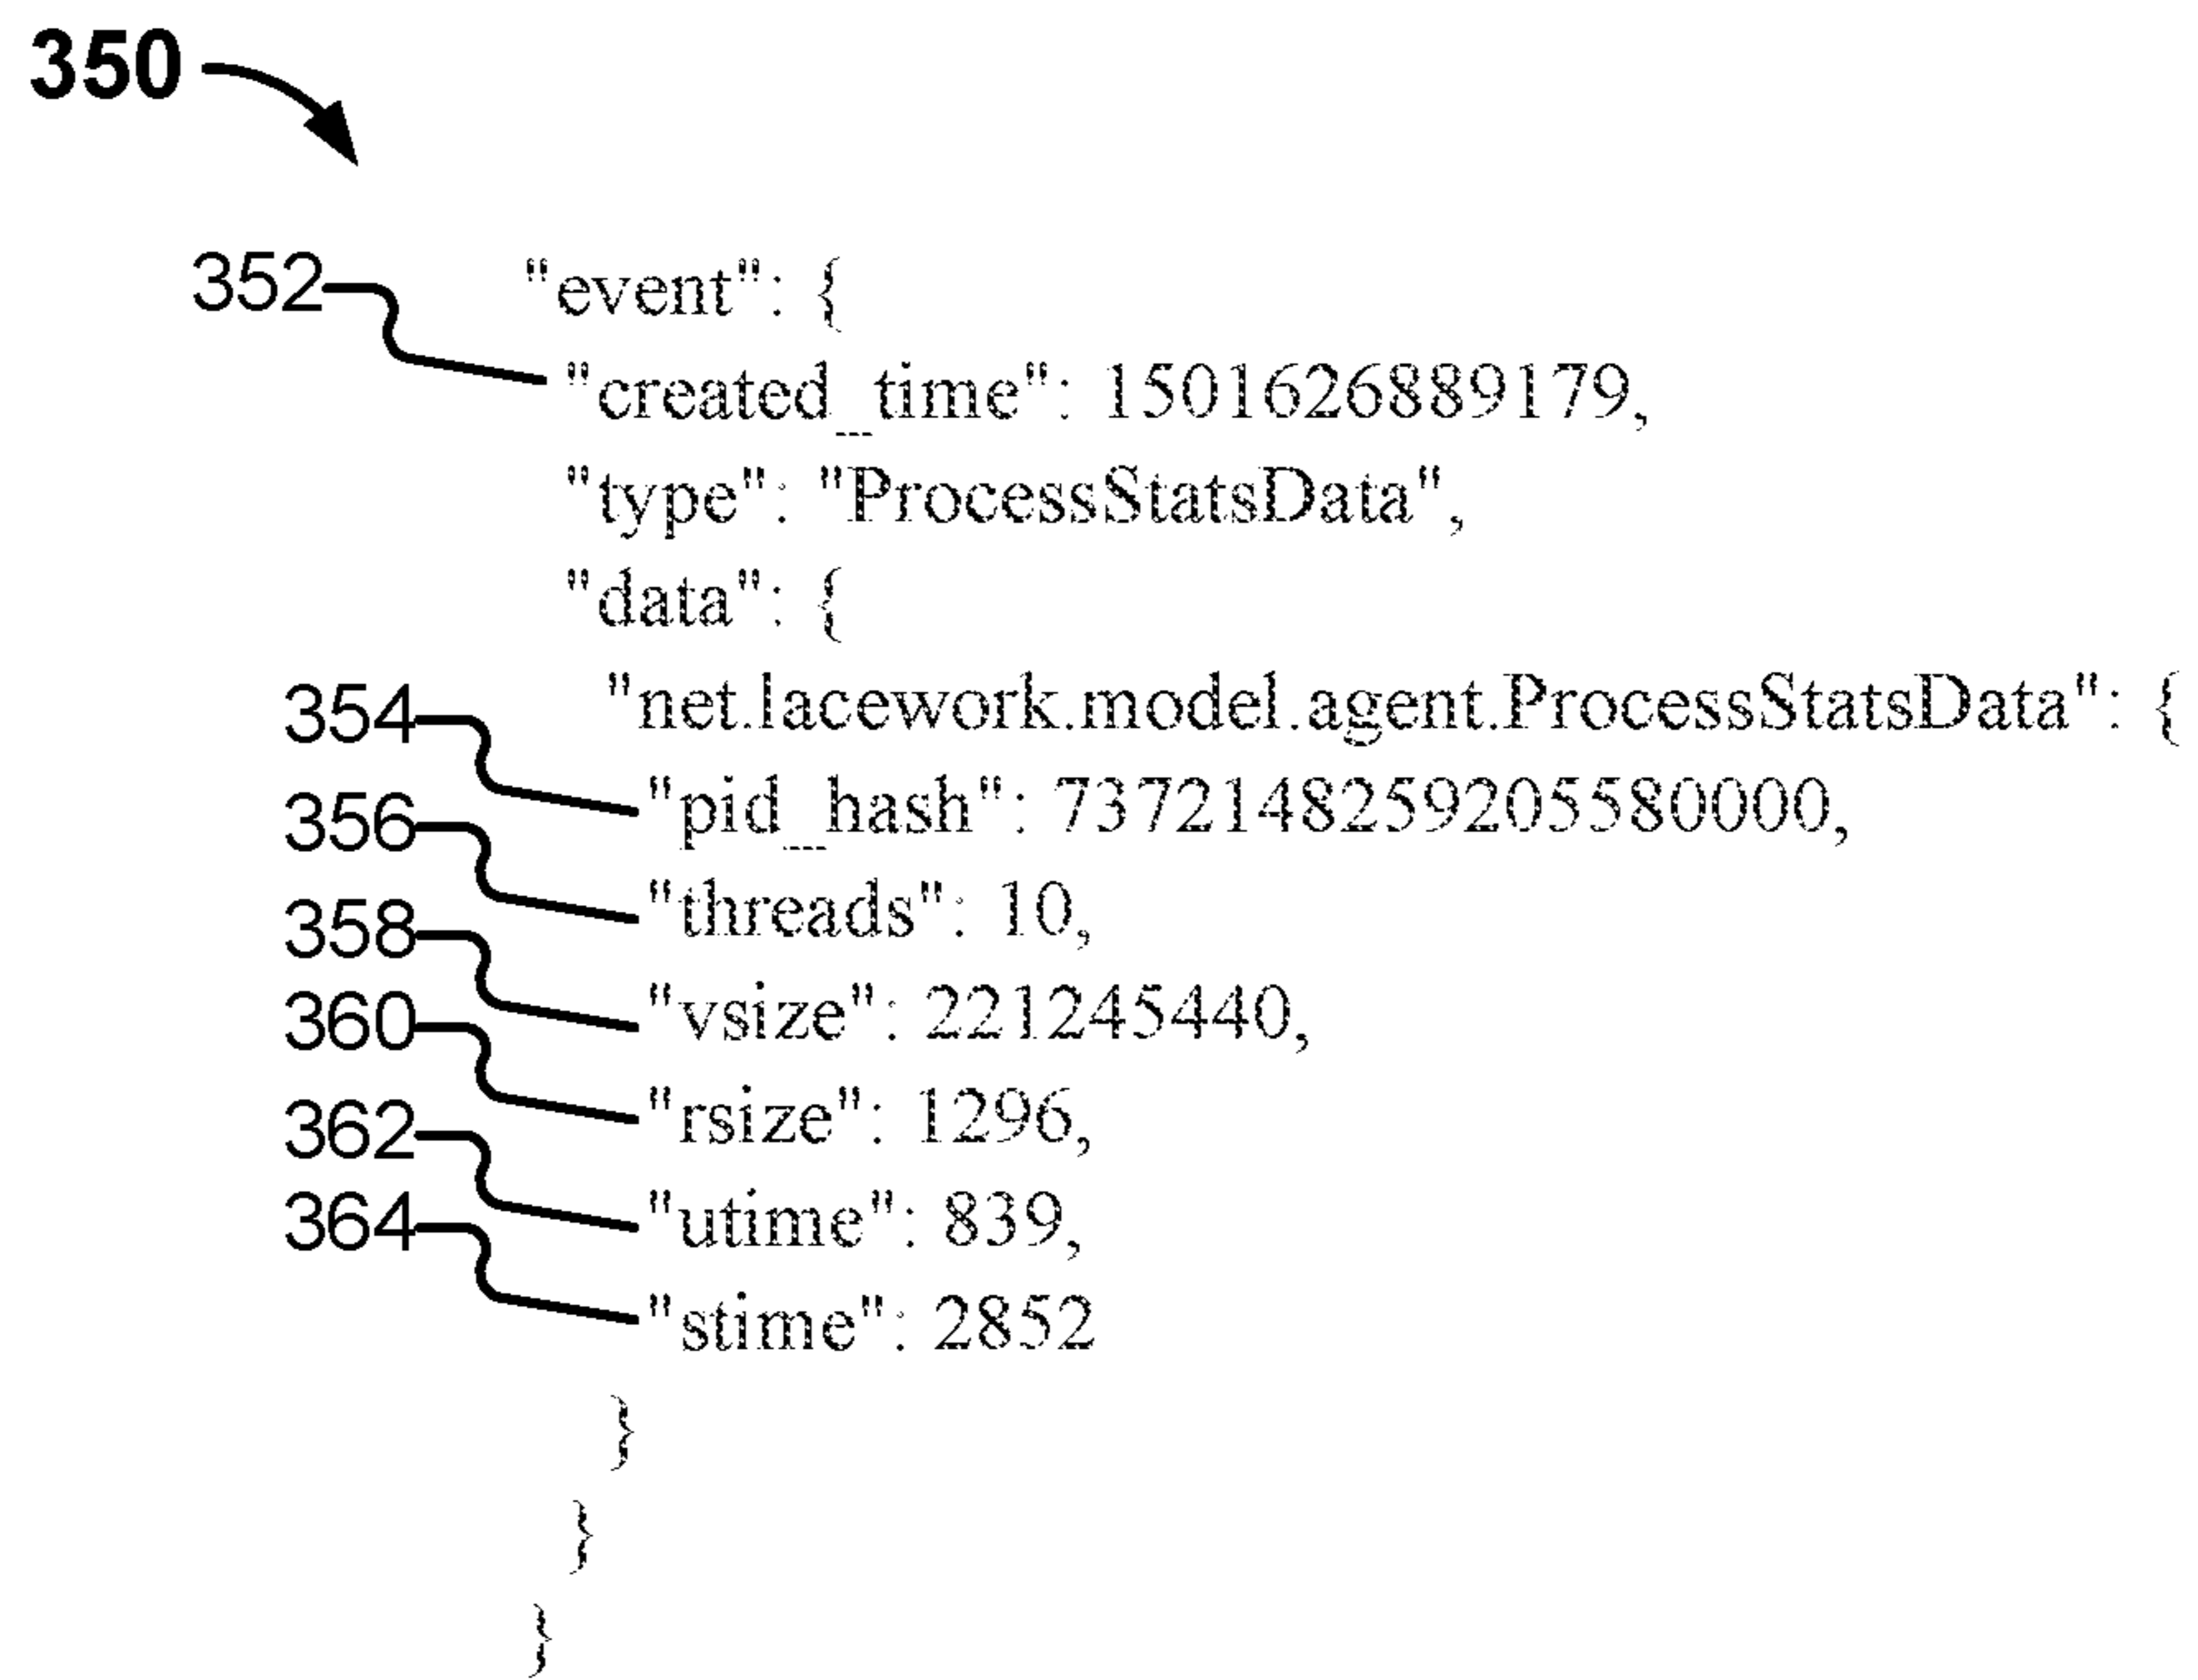 350
352 "event": {
"created_time": 1501626889179,
"type": "ProcessStatsData",
"data": {
"net.lacework.model.agent.ProcessStatsData": {
354 "pid_hash": 7372148259205580000,
356 "threads": 10,
358 "vsize": 221245440,
360 "rsize": 1296,
362 "utime": 839,
364 "stime": 2852
}
}
}